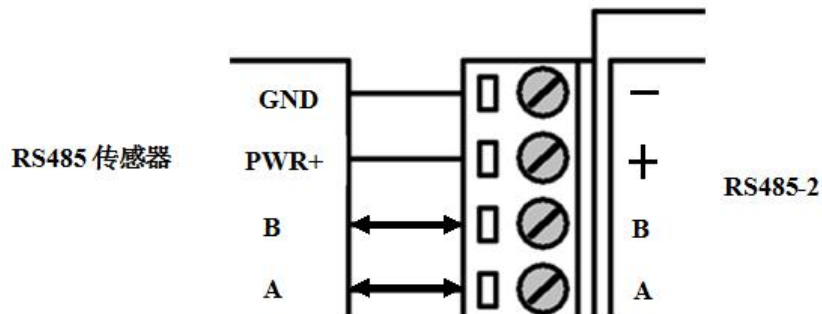 GND
−
RS485 传感器
PWR+
+
RS485-2
B
B
A
A